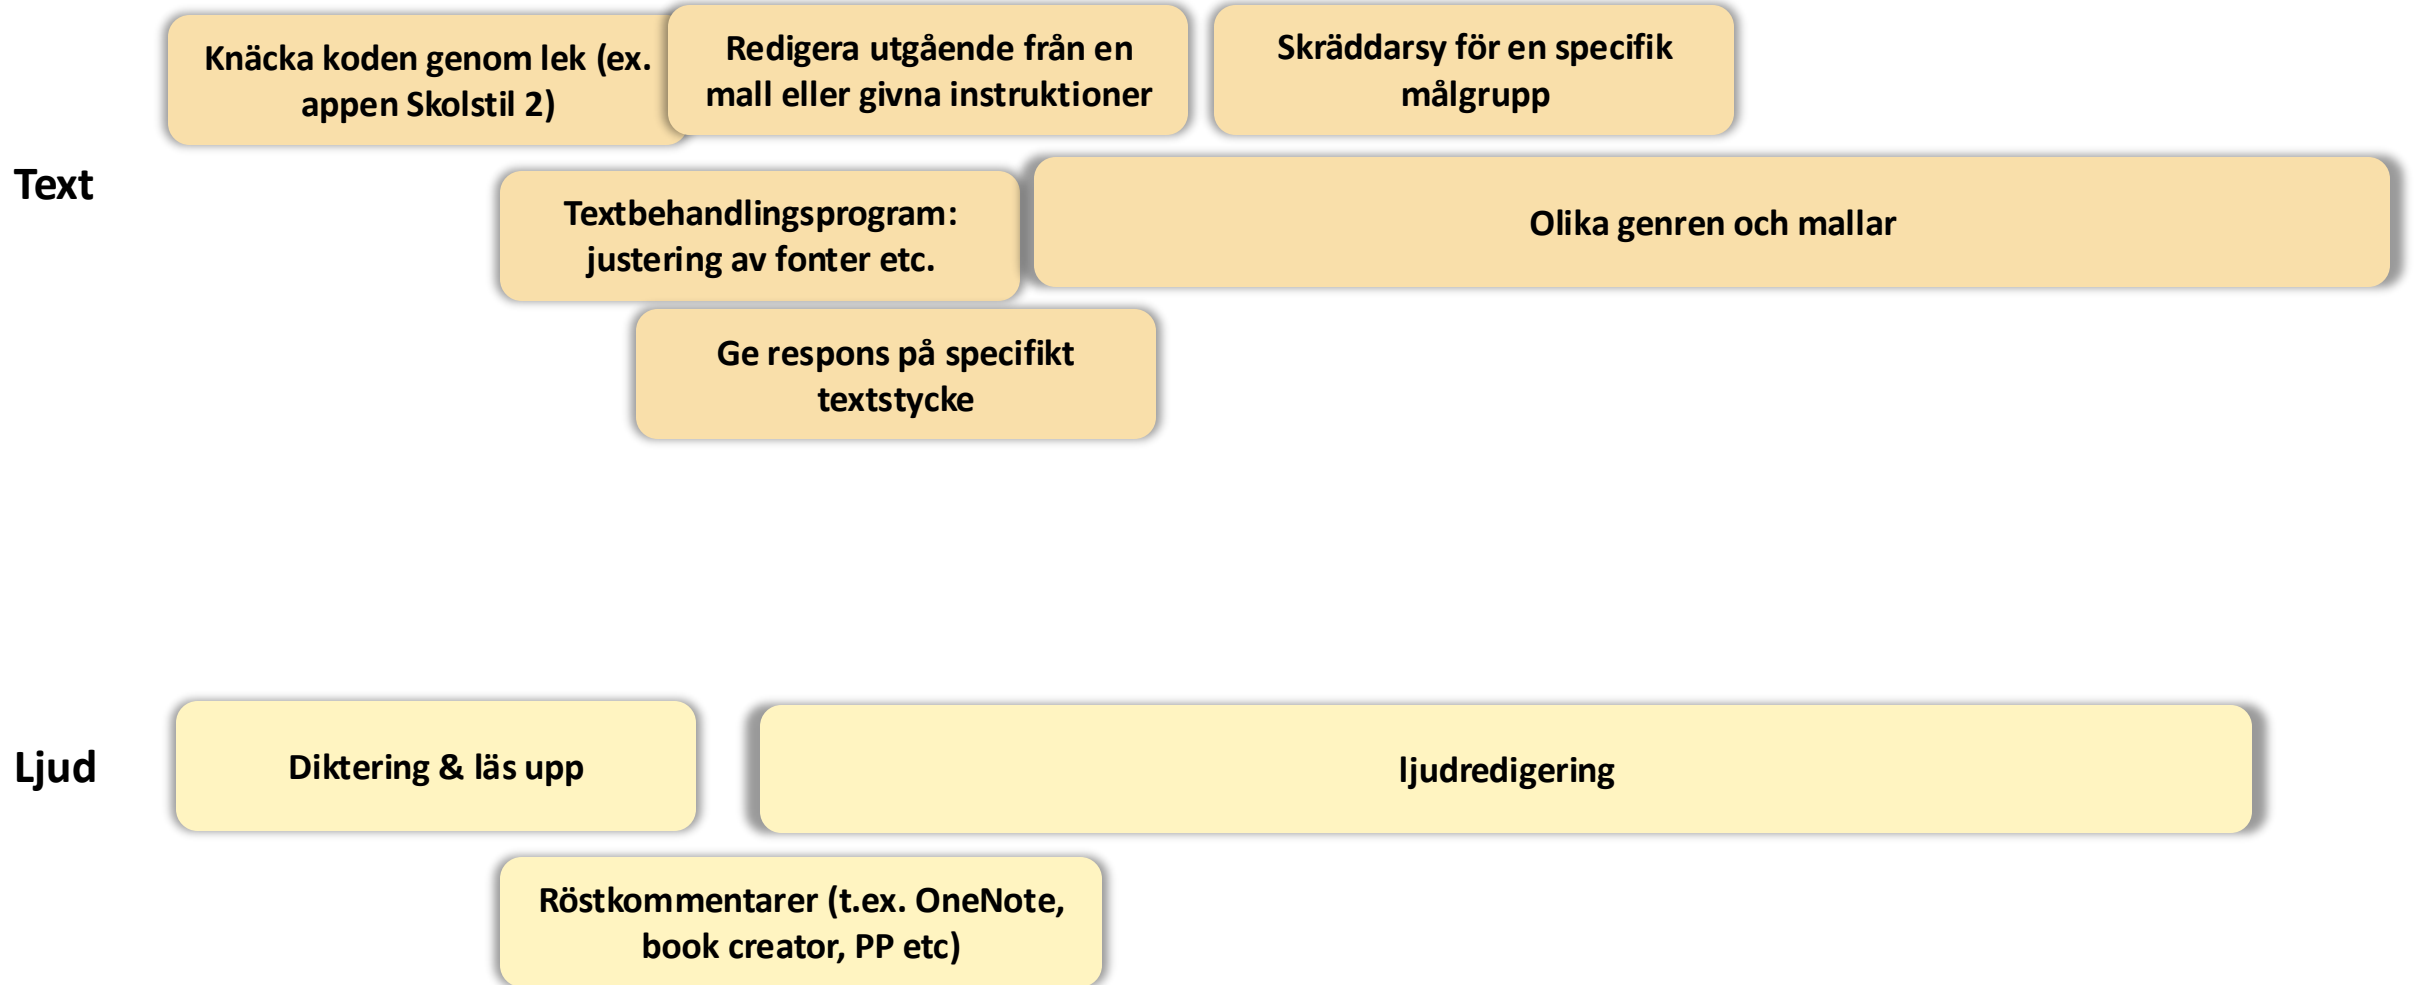 Knäcka koden genom lek (ex.
appen Skolstil 2)
Redigera utgående från en
mall eller givna instruktioner
Skräddarsy för en specifik
målgrupp
Text
Textbehandlingsprogram:
justering av fonter etc.
Olika genren och mallar
Ge respons på specifikt
textstycke
Ljud
Diktering & läs upp
ljudredigering
Röstkommentarer (t.ex. OneNote,
book creator, PP etc)